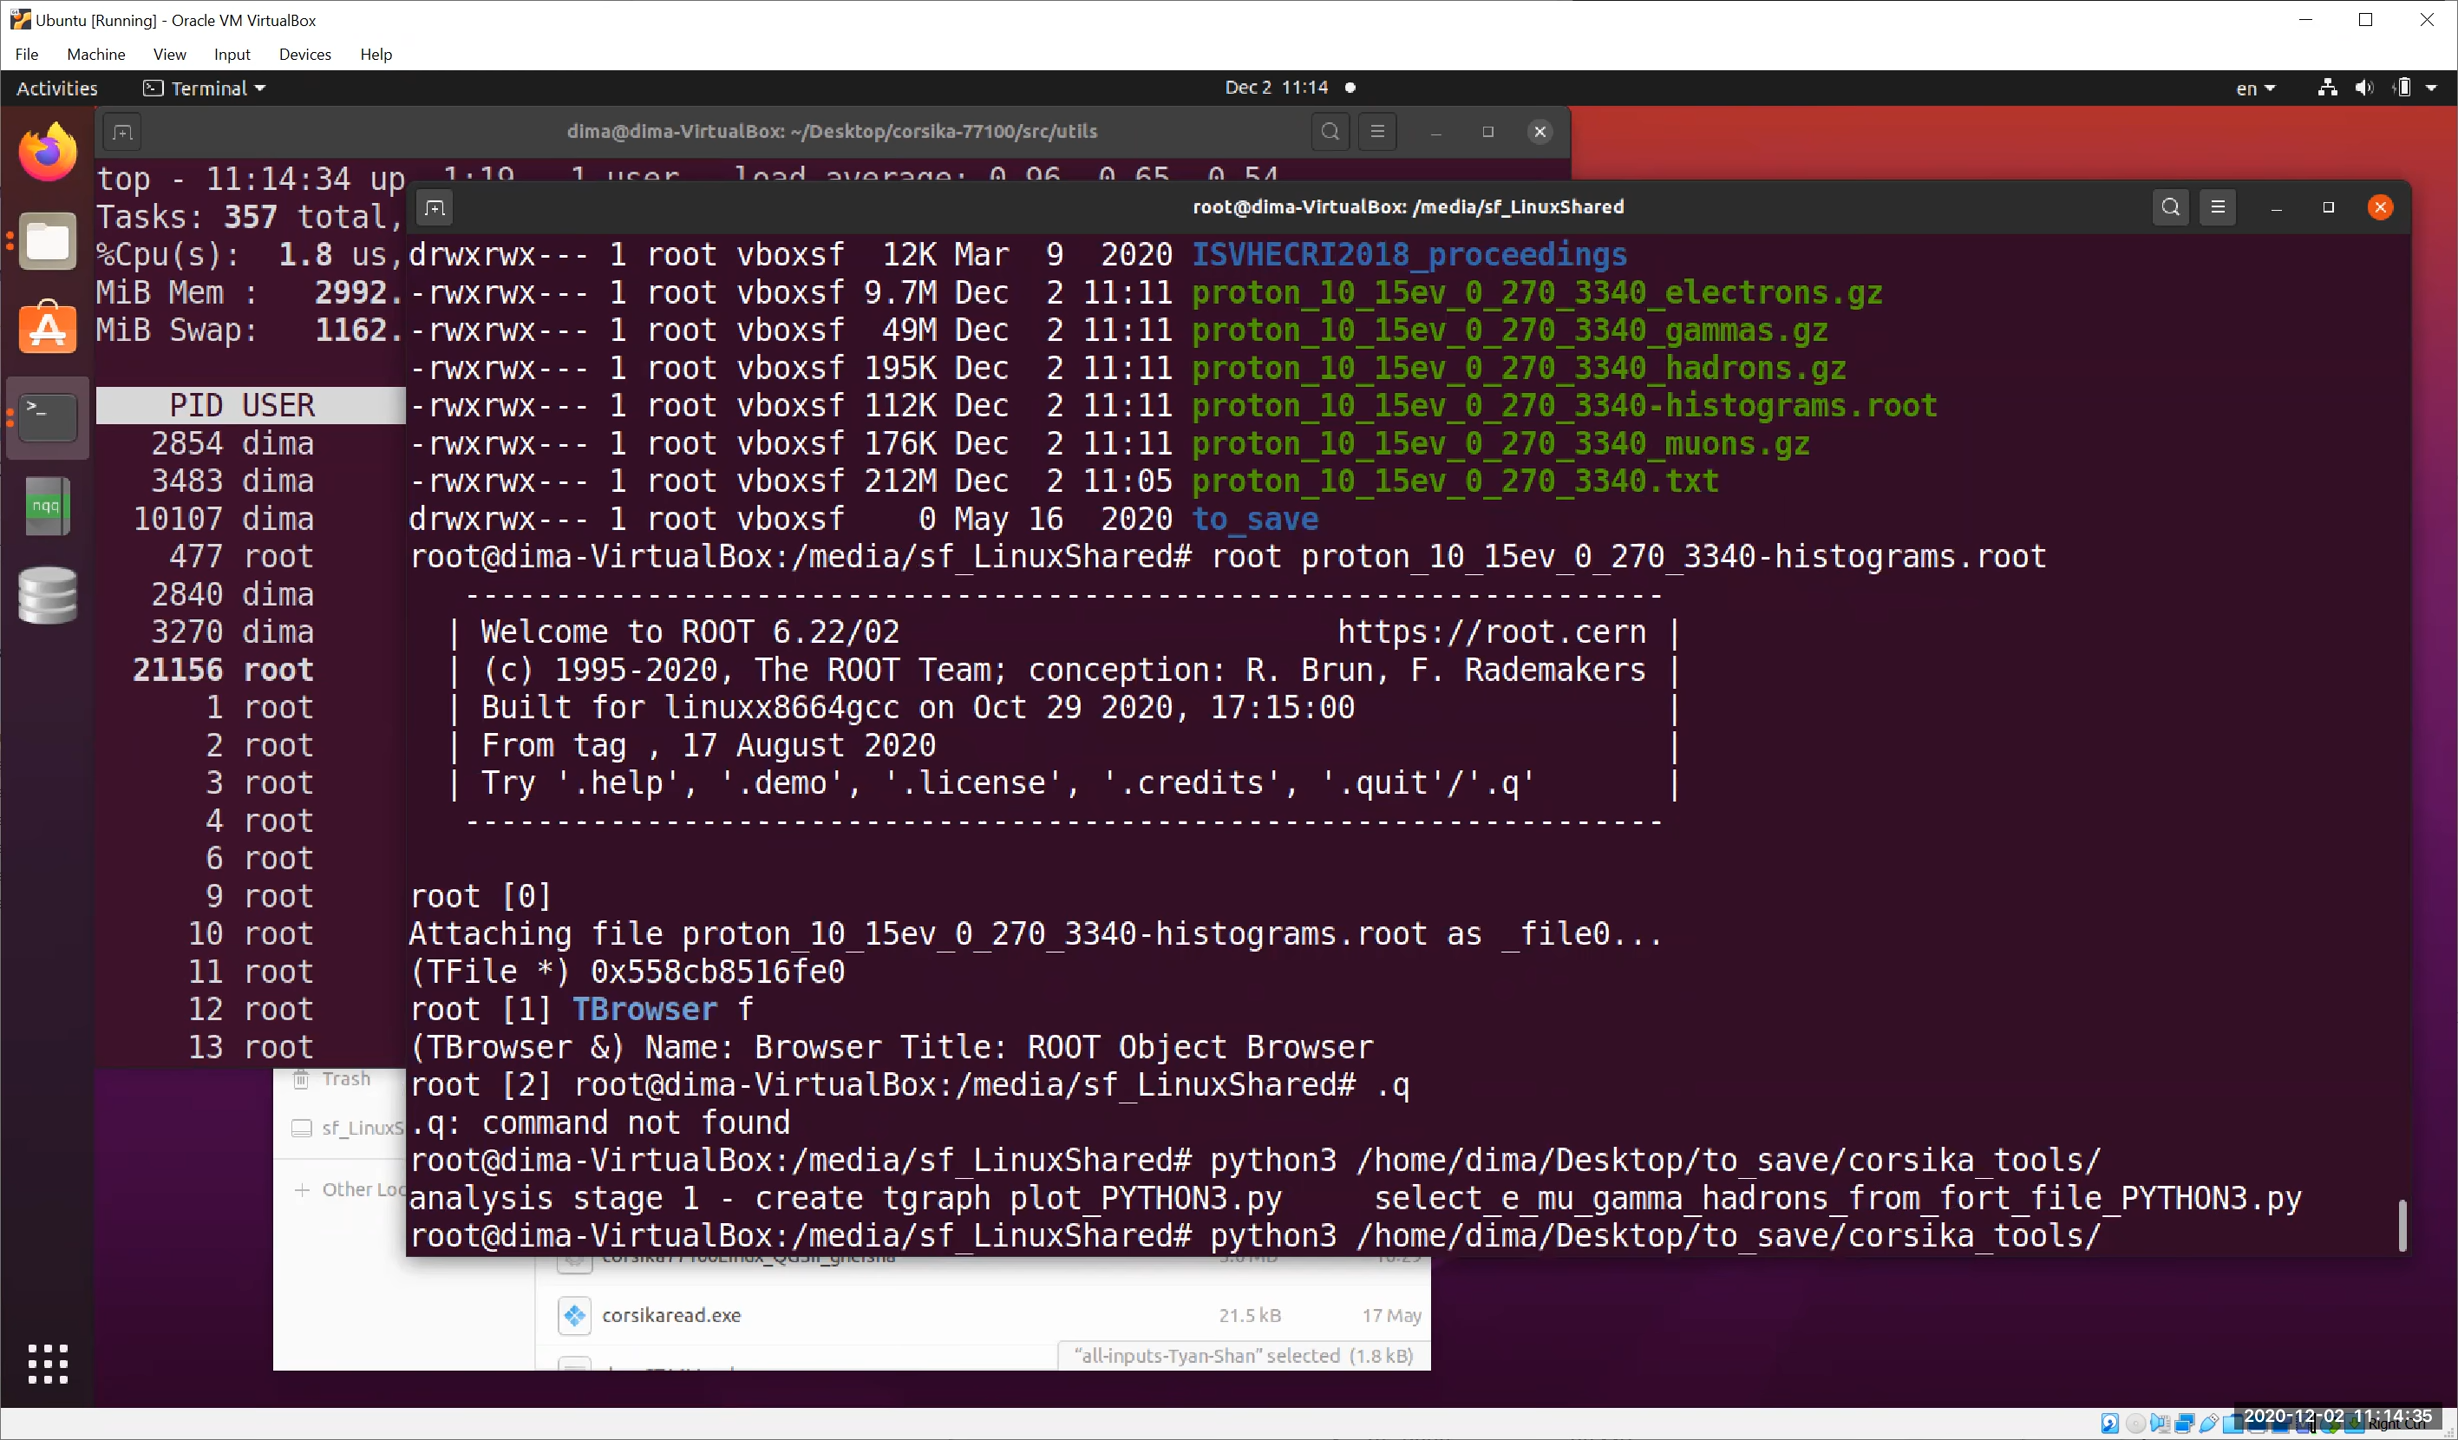 Ubuntu [Running] - Oracle VM VirtualBox
File Machine View Input Devices Help
Activities Terminal Dec 2 11:14 en
dima@dima-VirtualBox: ~/Desktop/corsika-77100/src/utils
top - 11:14:34 up 1:19, 1 user, load average: 0.96, 0.65, 0.54
Tasks: 357 total,
%Cpu(s): 1.8 us,
MiB Mem : 2992.
MiB Swap: 1162.
PID USER
2854 dima
3483 dima
10107 dima
477 root
2840 dima
3270 dima
21156 root
1 root
2 root
3 root
4 root
6 root
9 root
10 root
11 root
12 root
13 root
nqq
root@dima-VirtualBox: /media/sf_LinuxShared
drwxrwx--- 1 root vboxsf 12K Mar 9 2020 ISVHECRI2018_proceedings
-rwxrwx--- 1 root vboxsf 9.7M Dec 2 11:11 proton_10_15ev_0_270_3340_electrons.gz
-rwxrwx--- 1 root vboxsf 49M Dec 2 11:11 proton_10_15ev_0_270_3340_gammas.gz
-rwxrwx--- 1 root vboxsf 195K Dec 2 11:11 proton_10_15ev_0_270_3340_hadrons.gz
-rwxrwx--- 1 root vboxsf 112K Dec 2 11:11 proton_10_15ev_0_270_3340-histograms.root
-rwxrwx--- 1 root vboxsf 176K Dec 2 11:11 proton_10_15ev_0_270_3340_muons.gz
-rwxrwx--- 1 root vboxsf 212M Dec 2 11:05 proton_10_15ev_0_270_3340.txt
drwxrwx--- 1 root vboxsf 0 May 16 2020 to_save
root@dima-VirtualBox:/media/sf_LinuxShared# root proton_10_15ev_0_270_3340-histograms.root
------------------------------------------------------------------
| Welcome to ROOT 6.22/02 https://root.cern |
| (c) 1995-2020, The ROOT Team; conception: R. Brun, F. Rademakers |
| Built for linuxx8664gcc on Oct 29 2020, 17:15:00 |
| From tag , 17 August 2020 |
| Try '.help', '.demo', '.license', '.credits', '.quit'/'.q' |
------------------------------------------------------------------
root [0]
Attaching file proton_10_15ev_0_270_3340-histograms.root as _file0...
(TFile *) 0x558cb8516fe0
root [1] TBrowser f
(TBrowser &) Name: Browser Title: ROOT Object Browser
root [2] root@dima-VirtualBox:/media/sf_LinuxShared# .q
.q: command not found
root@dima-VirtualBox:/media/sf_LinuxShared# python3 /home/dima/Desktop/to_save/corsika_tools/
analysis stage 1 - create tgraph plot_PYTHON3.py select_e_mu_gamma_hadrons_from_fort_file_PYTHON3.py
root@dima-VirtualBox:/media/sf_LinuxShared# python3 /home/dima/Desktop/to_save/corsika_tools/
Trash
sf_LinuxS
Other Loc
corsikaread.exe 21.5 kB 17 May
"all-inputs-Tyan-Shan" selected (1.8 kB)
2020-12-02 11:14:35
Right Ctrl